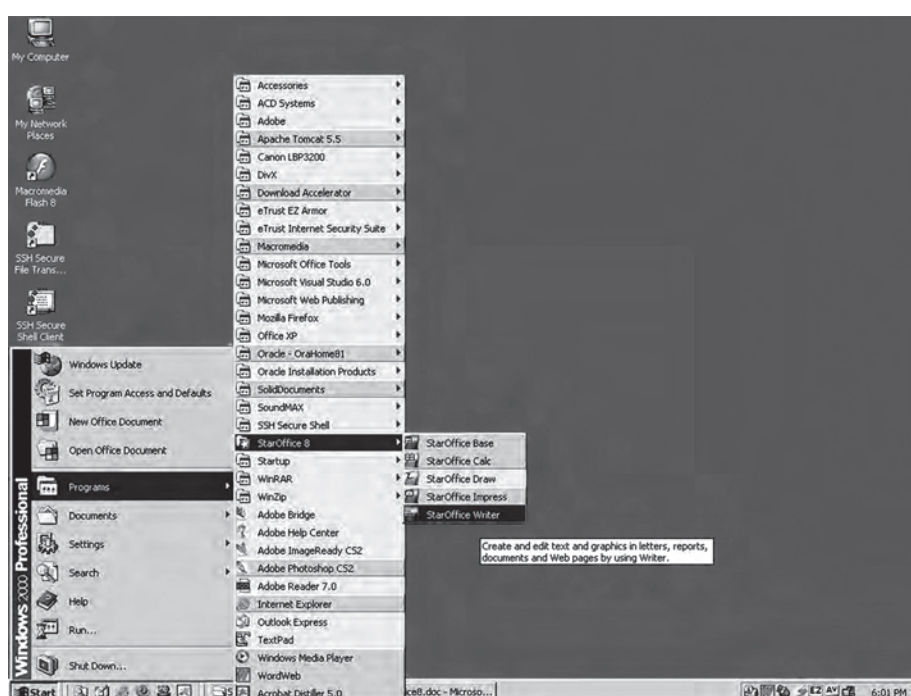 My Computer
My Network
Places
Macromedia
Flash 8
SSH Secure
File Trans...
SSH Secure
Shell Client
Windows Update
Set Program Access and Defaults
New Office Document
Open Office Document
Programs
Documents
Settings
Search
Help
Run...
Shut Down...
Windows 2000 Professional
Accessories
ACD Systems
Adobe
Apache Tomcat 5.5
Canon LBP3200
DivX
Download Accelerator
eTrust EZ Armor
eTrust Internet Security Suite
Macromedia
Microsoft Office Tools
Microsoft Visual Studio 6.0
Microsoft Web Publishing
Mozilla Firefox
Office XP
Oracle - OraHome81
Oracle Installation Products
SolidDocuments
SoundMAX
SSH Secure Shell
StarOffice 8
Startup
WinRAR
WinZip
Adobe Bridge
Adobe Help Center
Adobe ImageReady CS2
Adobe Photoshop CS2
Adobe Reader 7.0
Internet Explorer
Outlook Express
TextPad
Windows Media Player
WordWeb
Acrobat Distiller 5.0
StarOffice Base
StarOffice Calc
StarOffice Draw
StarOffice Impress
StarOffice Writer
Create and edit text and graphics in letters, reports,
documents and Web pages by using Writer.
Start
S
ice8.doc - Microso...
EZ AV
6:01 PM